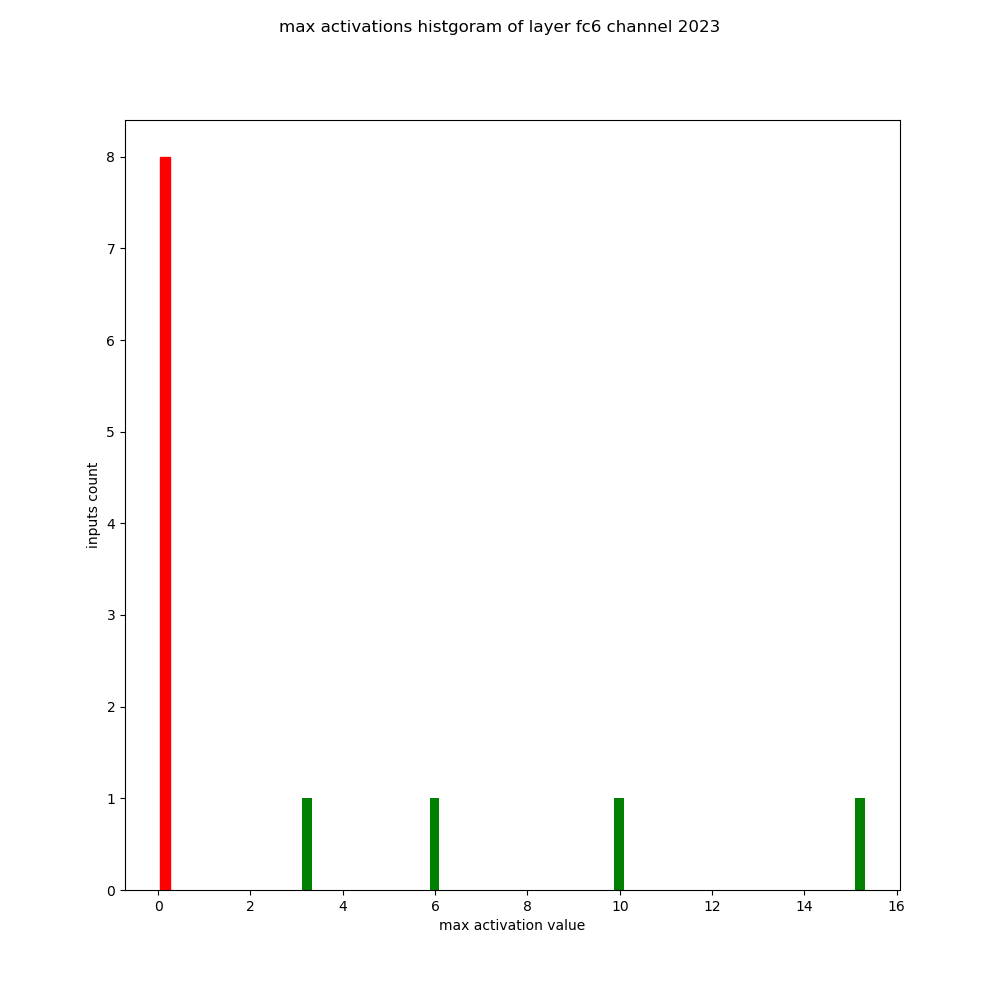 max activations histgoram of layer fc6 channel 2023
8
7
6
5
4
3
2
1
0
inputs count
0 2 4 6 8 10 12 14 16
max activation value